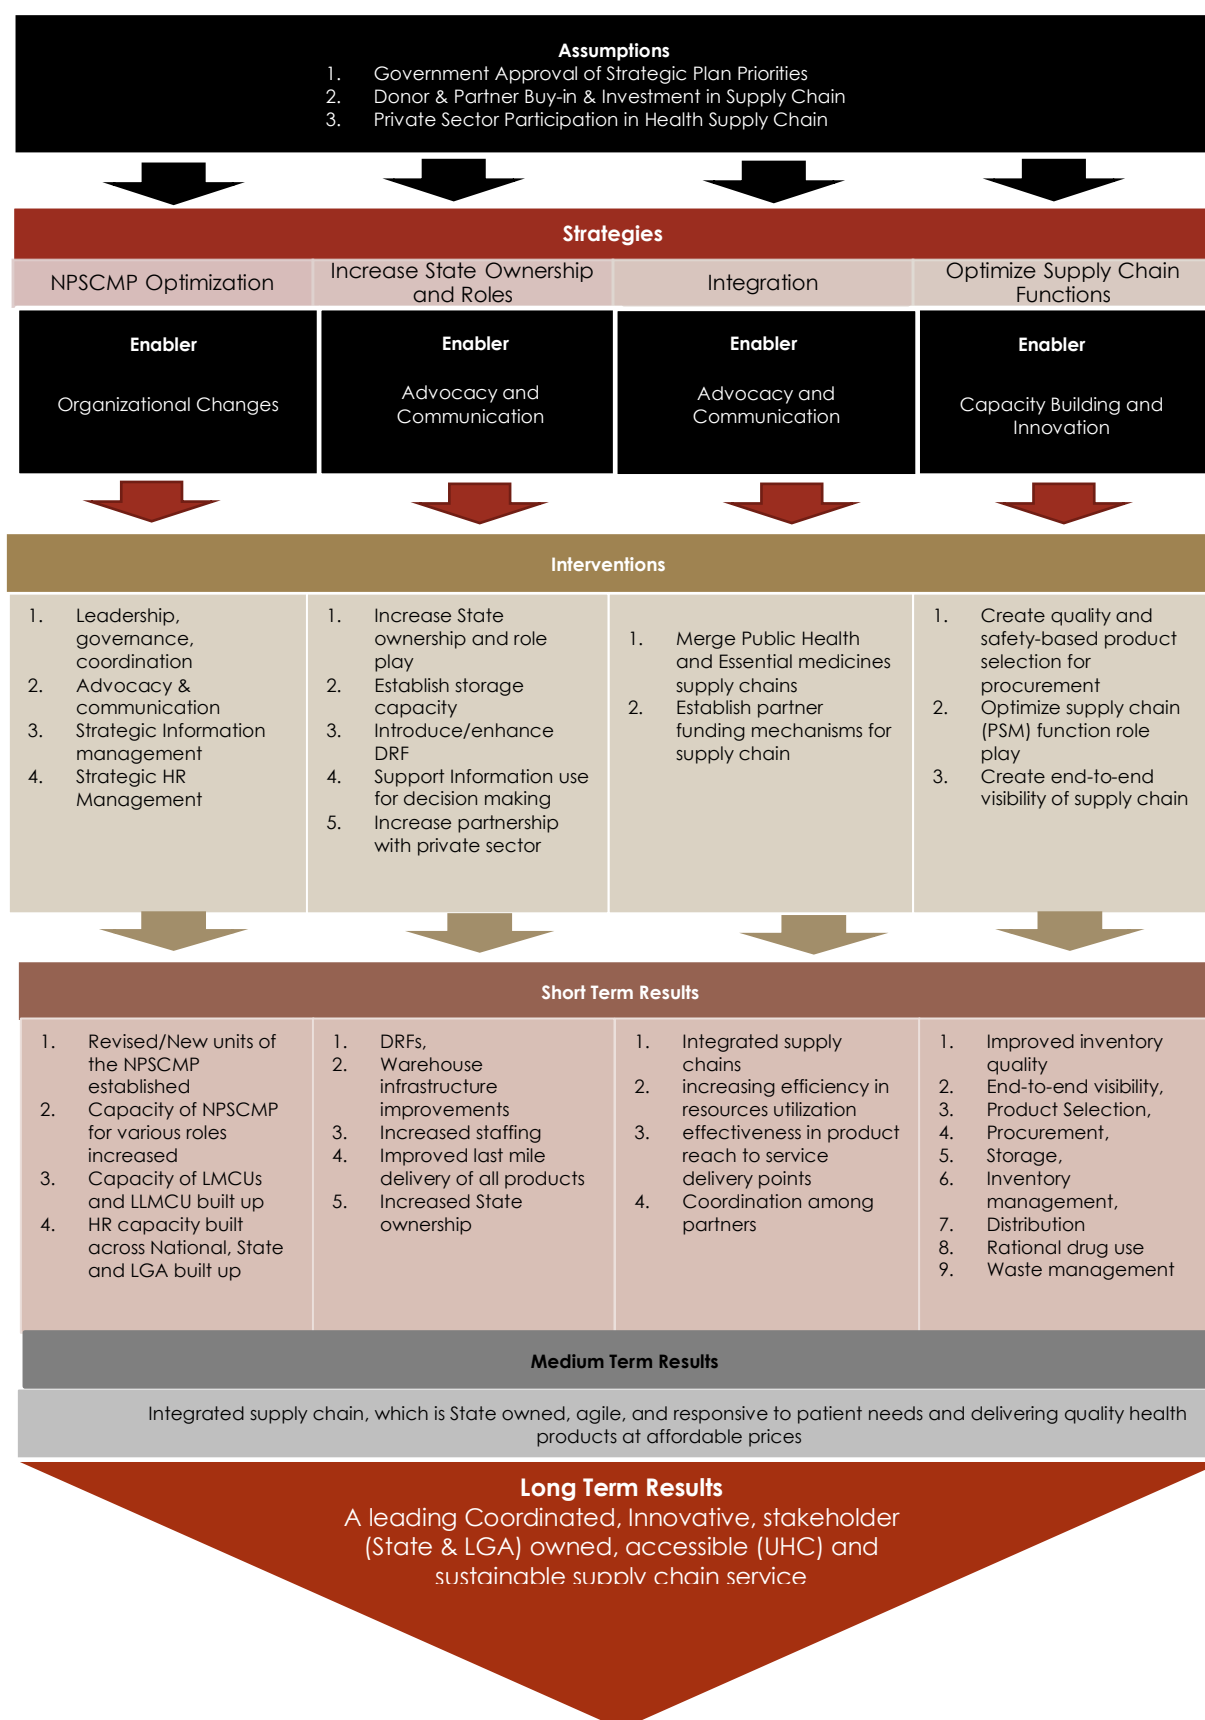 Assumptions
1. Government Approval of Strategic Plan Priorities
2. Donor & Partner Buy-in & Investment in Supply Chain
3. Private Sector Participation in Health Supply Chain
Strategies
NPSCMP Optimization
Increase State Ownership
and Roles
Integration
Optimize Supply Chain
Functions
Enabler
Organizational Changes
Enabler
Advocacy and
Communication
Enabler
Advocacy and
Communication
Enabler
Capacity Building and
Innovation
Interventions
1. Leadership,
governance,
coordination
2. Advocacy &
communication
3. Strategic Information
management
4. Strategic HR
Management
1. Increase State
ownership and role
play
2. Establish storage
capacity
3. Introduce/enhance
DRF
4. Support Information use
for decision making
5. Increase partnership
with private sector
1. Merge Public Health
and Essential medicines
supply chains
2. Establish partner
funding mechanisms for
supply chain
1. Create quality and
safety-based product
selection for
procurement
2. Optimize supply chain
(PSM) function role
play
3. Create end-to-end
visibility of supply chain
Short Term Results
1. Revised/New units of
the NPSCMP
established
2. Capacity of NPSCMP
for various roles
increased
3. Capacity of LMCUs
and LLMCU built up
4. HR capacity built
across National, State
and LGA built up
1. DRFs,
2. Warehouse
infrastructure
improvements
3. Increased staffing
4. Improved last mile
delivery of all products
5. Increased State
ownership
1. Integrated supply
chains
2. increasing efficiency in
resources utilization
3. effectiveness in product
reach to service
delivery points
4. Coordination among
partners
1. Improved inventory
quality
2. End-to-end visibility,
3. Product Selection,
4. Procurement,
5. Storage,
6. Inventory
management,
7. Distribution
8. Rational drug use
9. Waste management
Medium Term Results
Integrated supply chain, which is State owned, agile, and responsive to patient needs and delivering quality health
products at affordable prices
Long Term Results
A leading Coordinated, Innovative, stakeholder
(State & LGA) owned, accessible (UHC) and
sustainable supply chain service